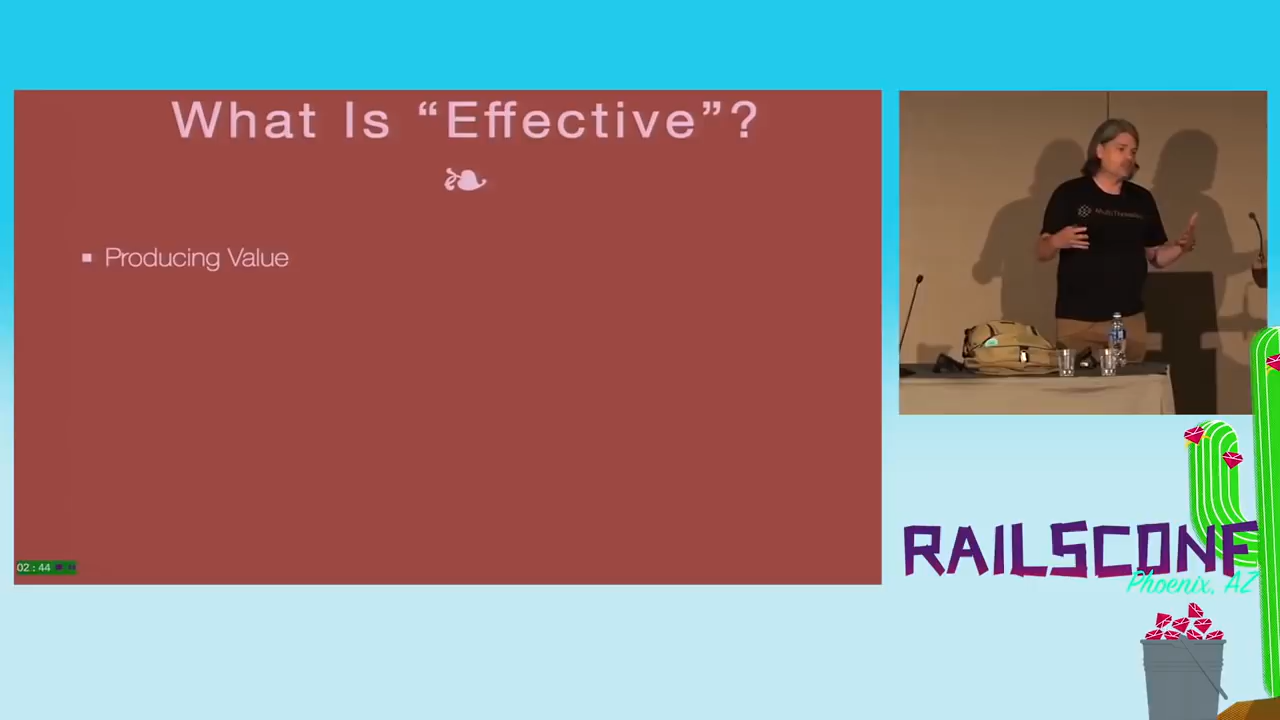 What Is “Effective”?
▪ Producing Value
02:44
RAILSCONF
Phoenix, AZ